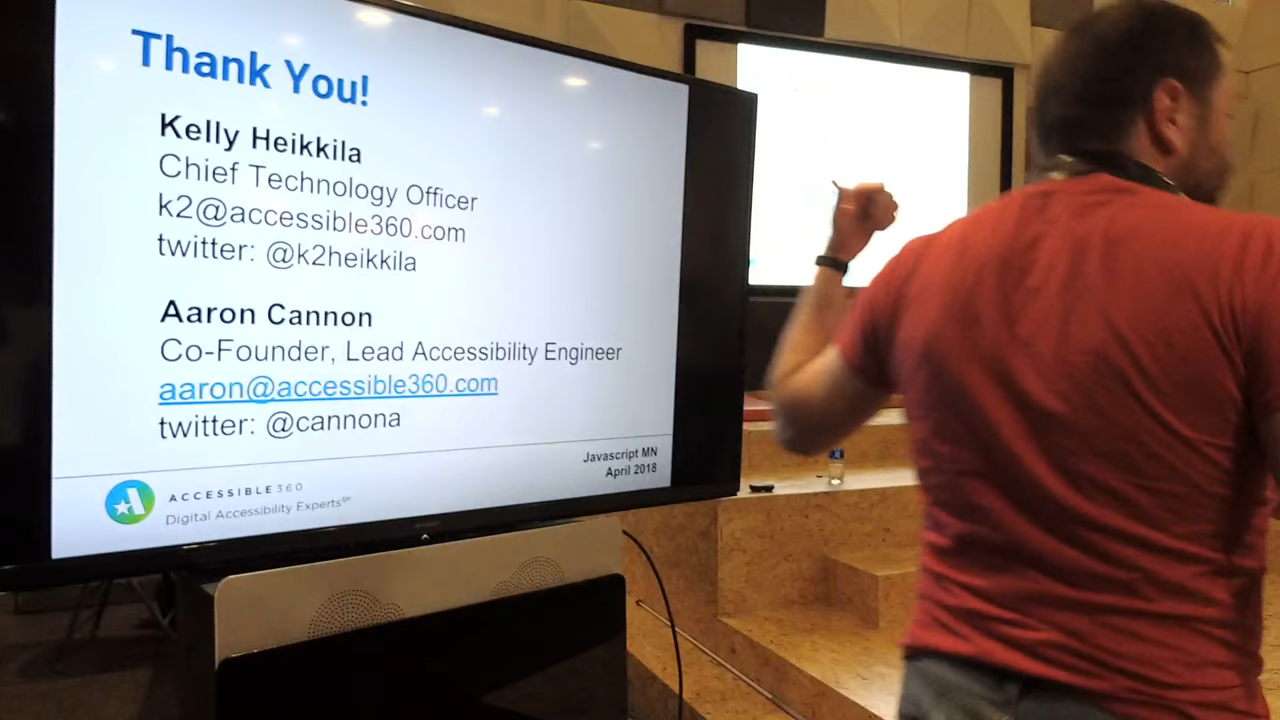 Thank You!
Kelly Heikkila
Chief Technology Officer
k2@accessible360.com
twitter: @k2heikkila
Aaron Cannon
Co-Founder, Lead Accessibility Engineer
aaron@accessible360.com
twitter: @cannona
Javascript MN
April 2018
ACCESSIBLE360
Digital Accessibility Experts℠